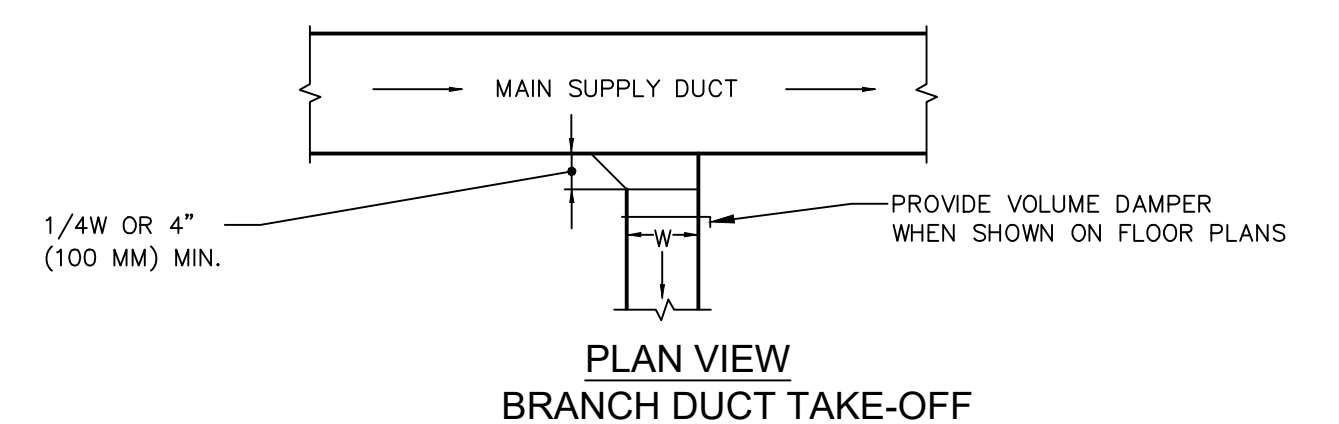 MAIN SUPPLY DUCT
1/4W OR 4"
(100 MM) MIN.
PROVIDE VOLUME DAMPER
WHEN SHOWN ON FLOOR PLANS
W
PLAN VIEW
BRANCH DUCT TAKE-OFF